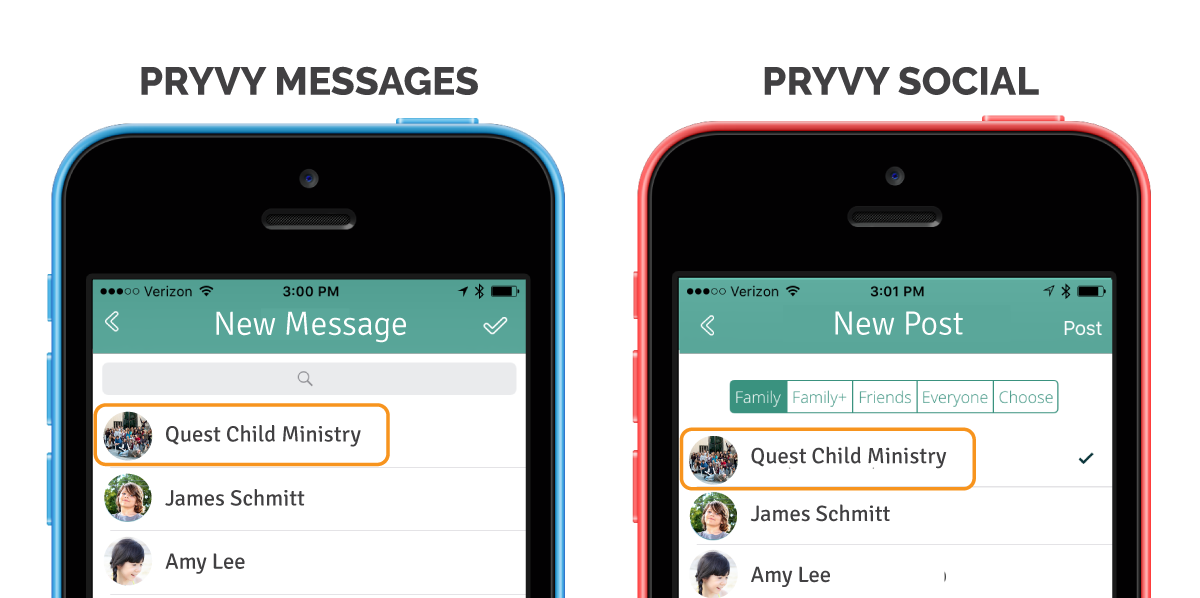 PRYVY MESSAGES
Verizon 3:00 PM
New Message
Quest Child Ministry
James Schmitt
Amy Lee
PRYVY SOCIAL
Verizon 3:01 PM
New Post Post
Family Family+ Friends Everyone Choose
Quest Child Ministry
James Schmitt
Amy Lee